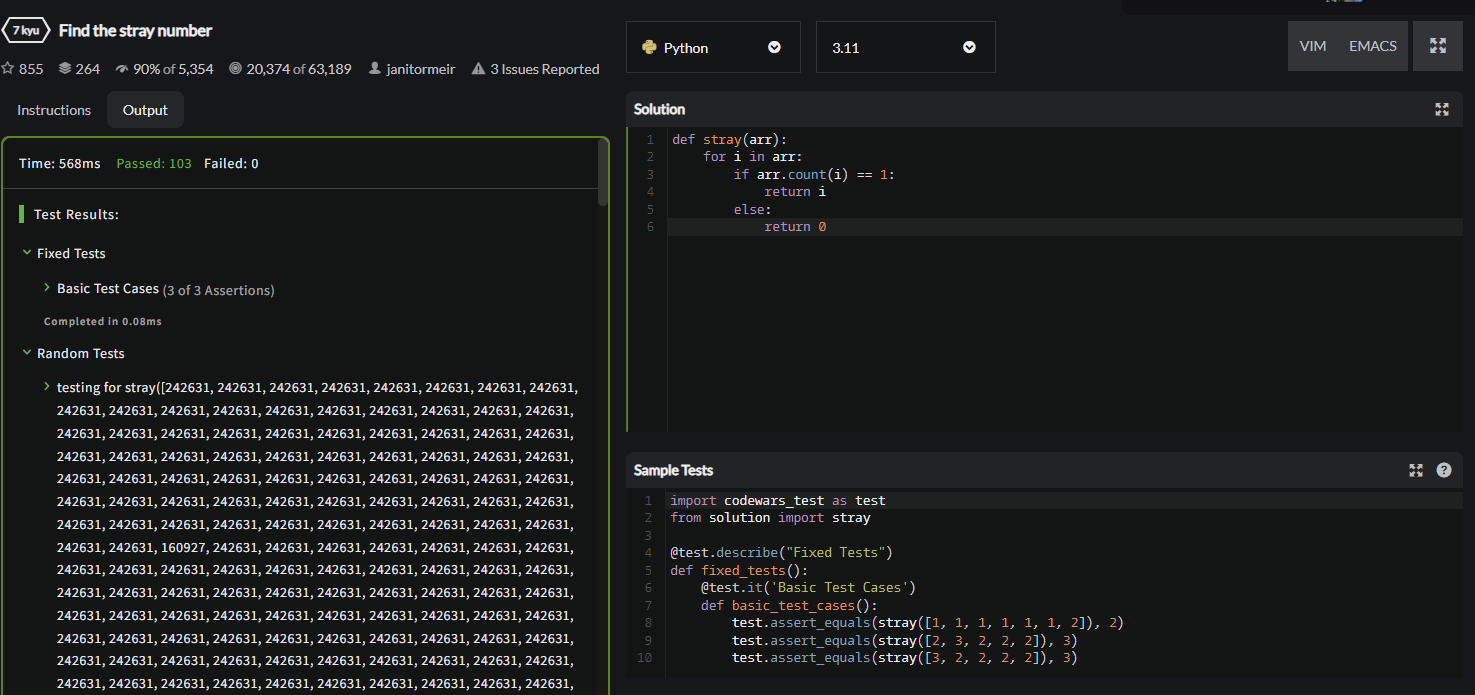 7 kyu Find the stray number
855 264 90% of 5,354 20,374 of 63,189 janitormeir 3 Issues Reported
Instructions Output
Time: 568ms Passed: 103 Failed: 0
Test Results:
Fixed Tests
Basic Test Cases (3 of 3 Assertions)
Completed in 0.08ms
Random Tests
testing for stray([242631, 242631, 242631, 242631, 242631, 242631, 242631, 242631,
242631, 242631, 242631, 242631, 242631, 242631, 242631, 242631, 242631, 242631,
242631, 242631, 242631, 242631, 242631, 242631, 242631, 242631, 242631, 242631,
242631, 242631, 242631, 242631, 242631, 242631, 242631, 242631, 242631, 242631,
242631, 242631, 242631, 242631, 242631, 242631, 242631, 242631, 242631, 242631,
242631, 242631, 242631, 242631, 242631, 242631, 242631, 242631, 242631, 242631,
242631, 242631, 242631, 242631, 242631, 242631, 242631, 242631, 242631, 242631,
242631, 242631, 160927, 242631, 242631, 242631, 242631, 242631, 242631, 242631,
242631, 242631, 242631, 242631, 242631, 242631, 242631, 242631, 242631, 242631,
242631, 242631, 242631, 242631, 242631, 242631, 242631, 242631, 242631, 242631,
242631, 242631, 242631, 242631, 242631, 242631, 242631, 242631, 242631, 242631,
242631, 242631, 242631, 242631, 242631, 242631, 242631, 242631, 242631, 242631,
242631, 242631, 242631, 242631, 242631, 242631, 242631, 242631, 242631, 242631,
242631, 242631, 242631, 242631, 242631, 242631, 242631, 242631, 242631, 242631,
Python
3.11
VIM EMACS
Solution
1 def stray(arr):
2 for i in arr:
3 if arr.count(i) == 1:
4 return i
5 else:
6 return 0
Sample Tests
?
1 import codewars_test as test
2 from solution import stray
3
4 @test.describe("Fixed Tests")
5 def fixed_tests():
6 @test.it('Basic Test Cases')
7 def basic_test_cases():
8 test.assert_equals(stray([1, 1, 1, 1, 1, 1, 2]), 2)
9 test.assert_equals(stray([2, 3, 2, 2, 2]), 3)
10 test.assert_equals(stray([3, 2, 2, 2, 2]), 3)